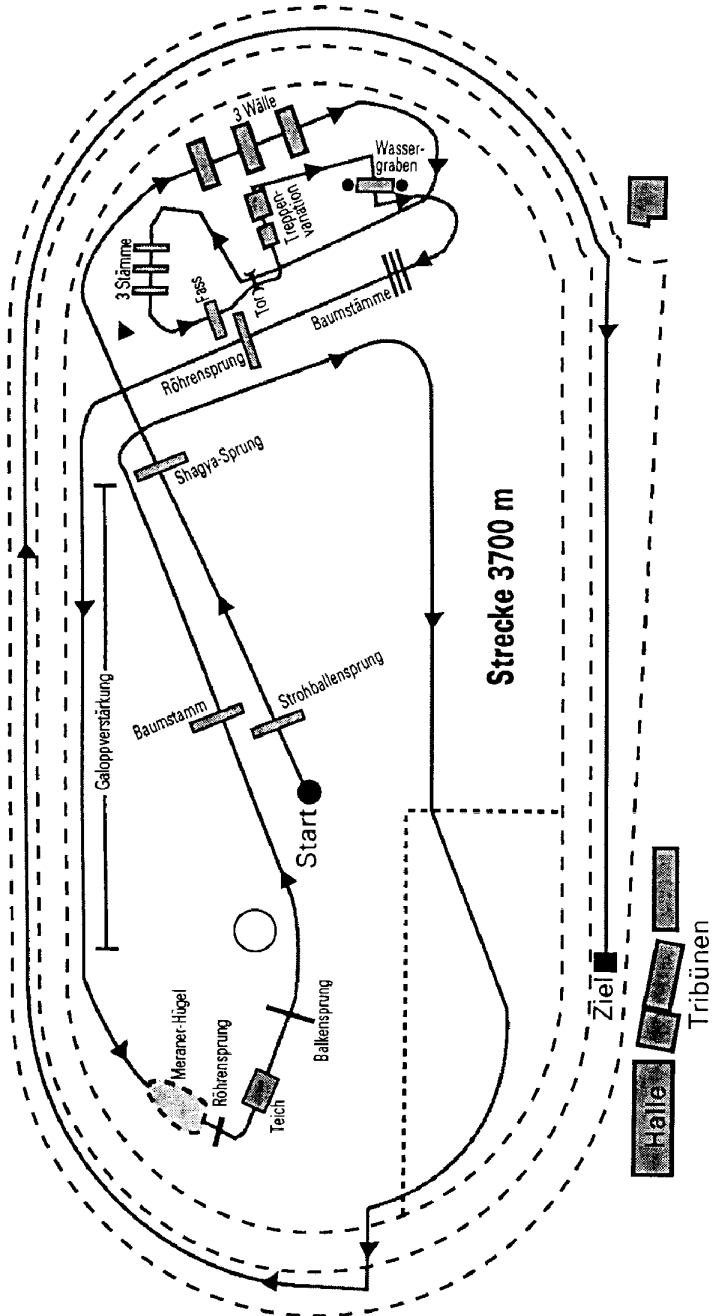 3 Wälle
Wasser-
graben
Treppen-
variation
3 Stämme
Fass
Tor
Baumstämme
Röhrensprung
Shagya-Sprung
Galoppverstärkung
Baumstamm
Strohballensprung
Start
Strecke 3700 m
Meraner-Hügel
Röhrensprung
Teich
Balkensprung
Ziel
Tribünen
Halle